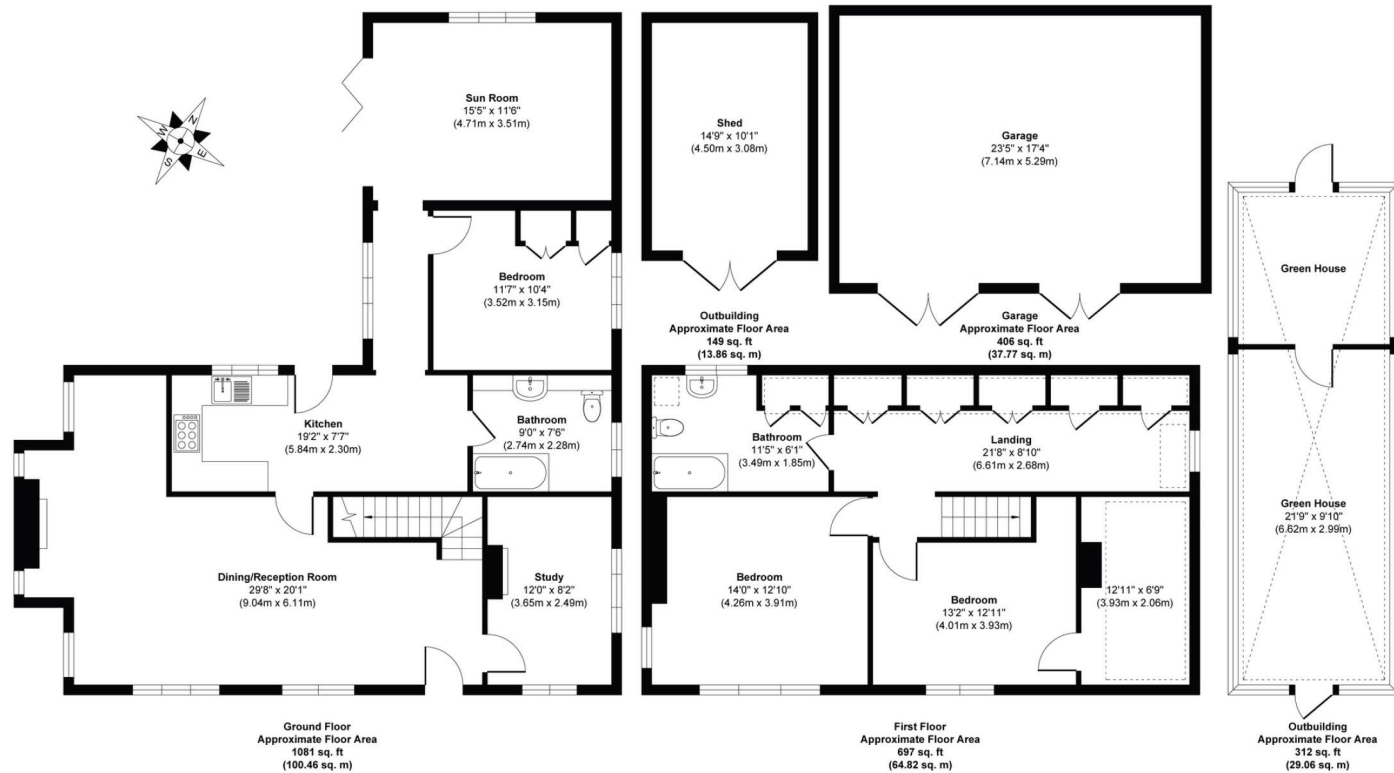 N
W
E
S
Sun Room
15'5" x 11'6"
(4.71m x 3.51m)
Bedroom
11'7" x 10'4"
(3.52m x 3.15m)
Kitchen
19'2" x 7'7"
(5.84m x 2.30m)
Bathroom
9'0" x 7'6"
(2.74m x 2.28m)
Dining/Reception Room
29'8" x 20'1"
(9.04m x 6.11m)
Study
12'0" x 8'2"
(3.65m x 2.49m)
Ground Floor
Approximate Floor Area
1081 sq. ft
(100.46 sq. m)
Shed
14'9" x 10'1"
(4.50m x 3.08m)
Outbuilding
Approximate Floor Area
149 sq. ft
(13.86 sq. m)
Garage
23'5" x 17'4"
(7.14m x 5.29m)
Garage
Approximate Floor Area
406 sq. ft
(37.77 sq. m)
Bathroom
11'5" x 6'1"
(3.49m x 1.85m)
Landing
21'8" x 8'10"
(6.61m x 2.68m)
Bedroom
14'0" x 12'10"
(4.26m x 3.91m)
Bedroom
13'2" x 12'11"
(4.01m x 3.93m)
12'11" x 6'9"
(3.93m x 2.06m)
First Floor
Approximate Floor Area
697 sq. ft
(64.82 sq. m)
Green House
Green House
21'9" x 9'10"
(6.62m x 2.99m)
Outbuilding
Approximate Floor Area
312 sq. ft
(29.06 sq. m)